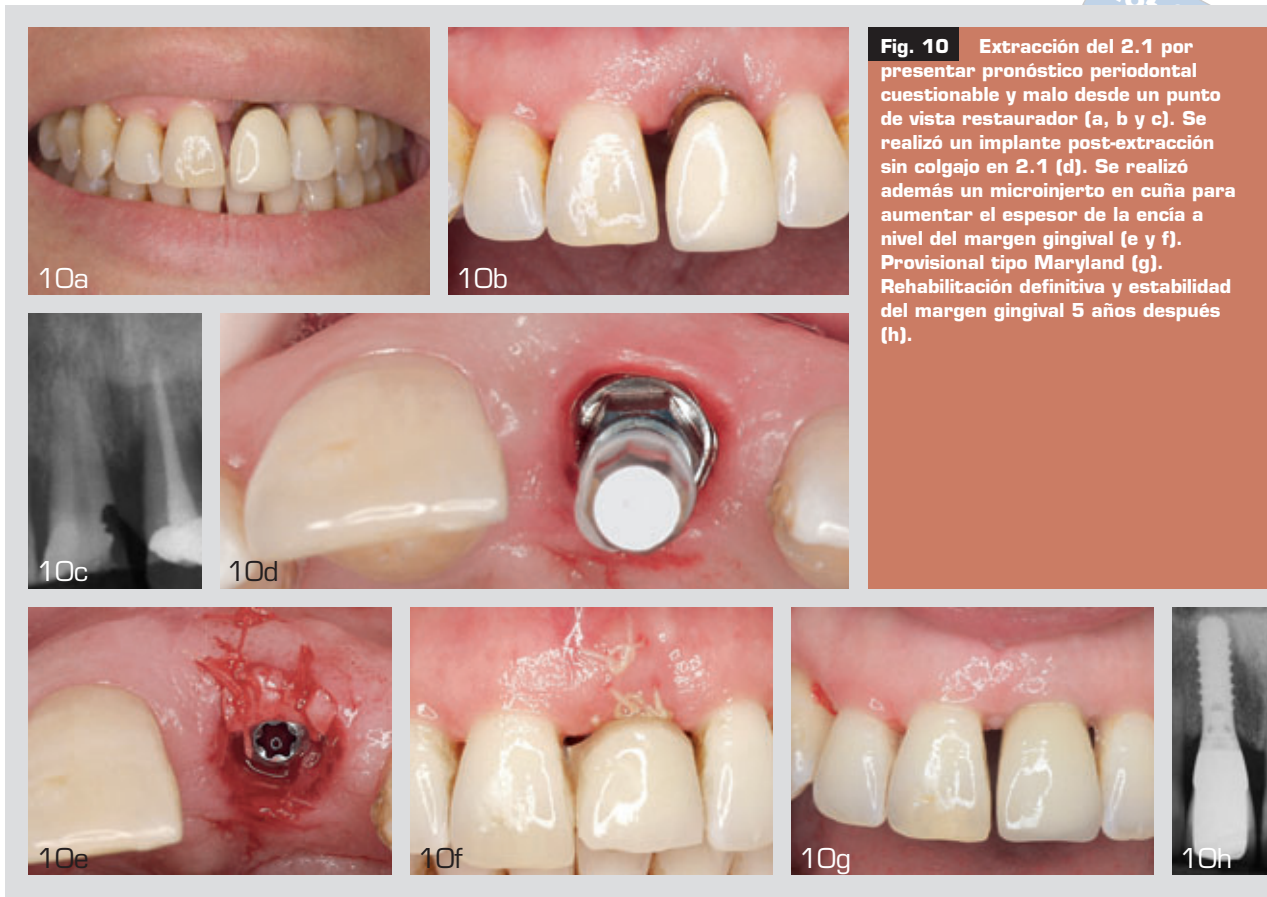 Fig. 10 Extracción del 2.1 por
presentar pronóstico periodontal
cuestionable y malo desde un punto
de vista restaurador (a, b y c). Se
realizó un implante post-extracción
sin colgajo en 2.1 (d). Se realizó
además un microinjerto en cuña para
aumentar el espesor de la encía a
nivel del margen gingival (e y f).
Provisional tipo Maryland (g).
Rehabilitación definitiva y estabilidad
del margen gingival 5 años después
(h).
10a
10b
10c
10d
10e
10f
10g
10h